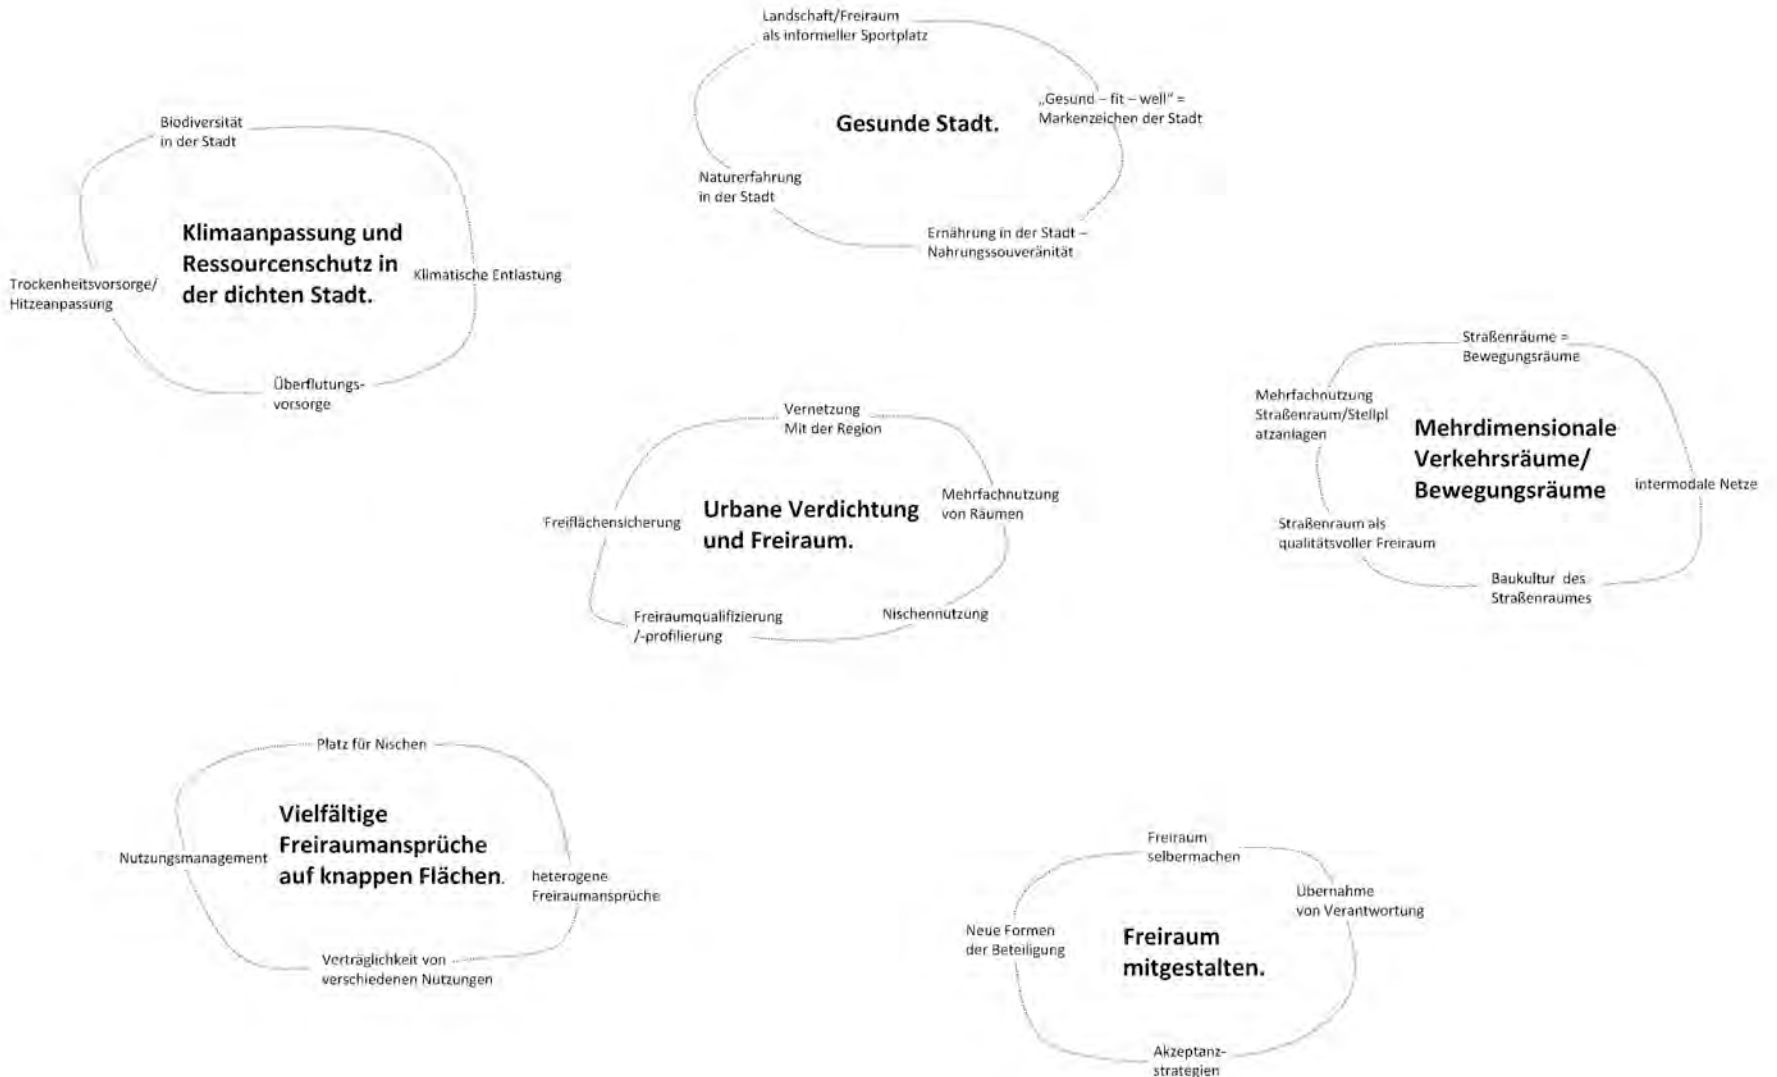 Landschaft/Freiraum
als informeller Sportplatz
„Gesund – fit – well“ =
Markenzeichen der Stadt
Gesunde Stadt.
Naturerfahrung
in der Stadt
Ernährung in der Stadt –
Nahrungssouveränität
Biodiversität
in der Stadt
Klimaanpassung und
Ressourcenschutz in
der dichten Stadt.
Klimatische Entlastung
Trockenheitsvorsorge/
Hitzeanpassung
Überflutungs-
vorsorge
Straßenräume =
Bewegungsräume
Mehrfachnutzung
Straßenraum/Stellpl
atzanlagen
Mehrdimensionale
Verkehrsräume/
Bewegungsräume
intermodale Netze
Straßenraum als
qualitätsvoller Freiraum
Baukultur des
Straßenraumes
Vernetzung
Mit der Region
Mehrfachnutzung
von Räumen
Urbane Verdichtung
und Freiraum.
Freiflächensicherung
Freiraumqualifizierung
/-profilierung
Nischennutzung
Platz für Nischen
Vielfältige
Freiraumansprüche
auf knappen Flächen.
Nutzungsmanagement
heterogene
Freiraumansprüche
Verträglichkeit von
verschiedenen Nutzungen
Freiraum
selbermachen
Übernahme
von Verantwortung
Neue Formen
der Beteiligung
Freiraum
mitgestalten.
Akzeptanz-
strategien